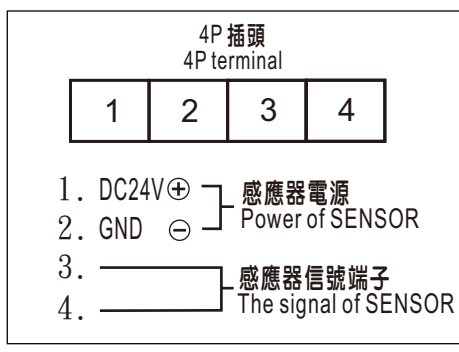 4P 插頭
4P terminal
1 2 3 4
1. DC24V⊕
2. GND ⊖
感應器電源
Power of SENSOR
3.
4.
感應器信號端子
The signal of SENSOR